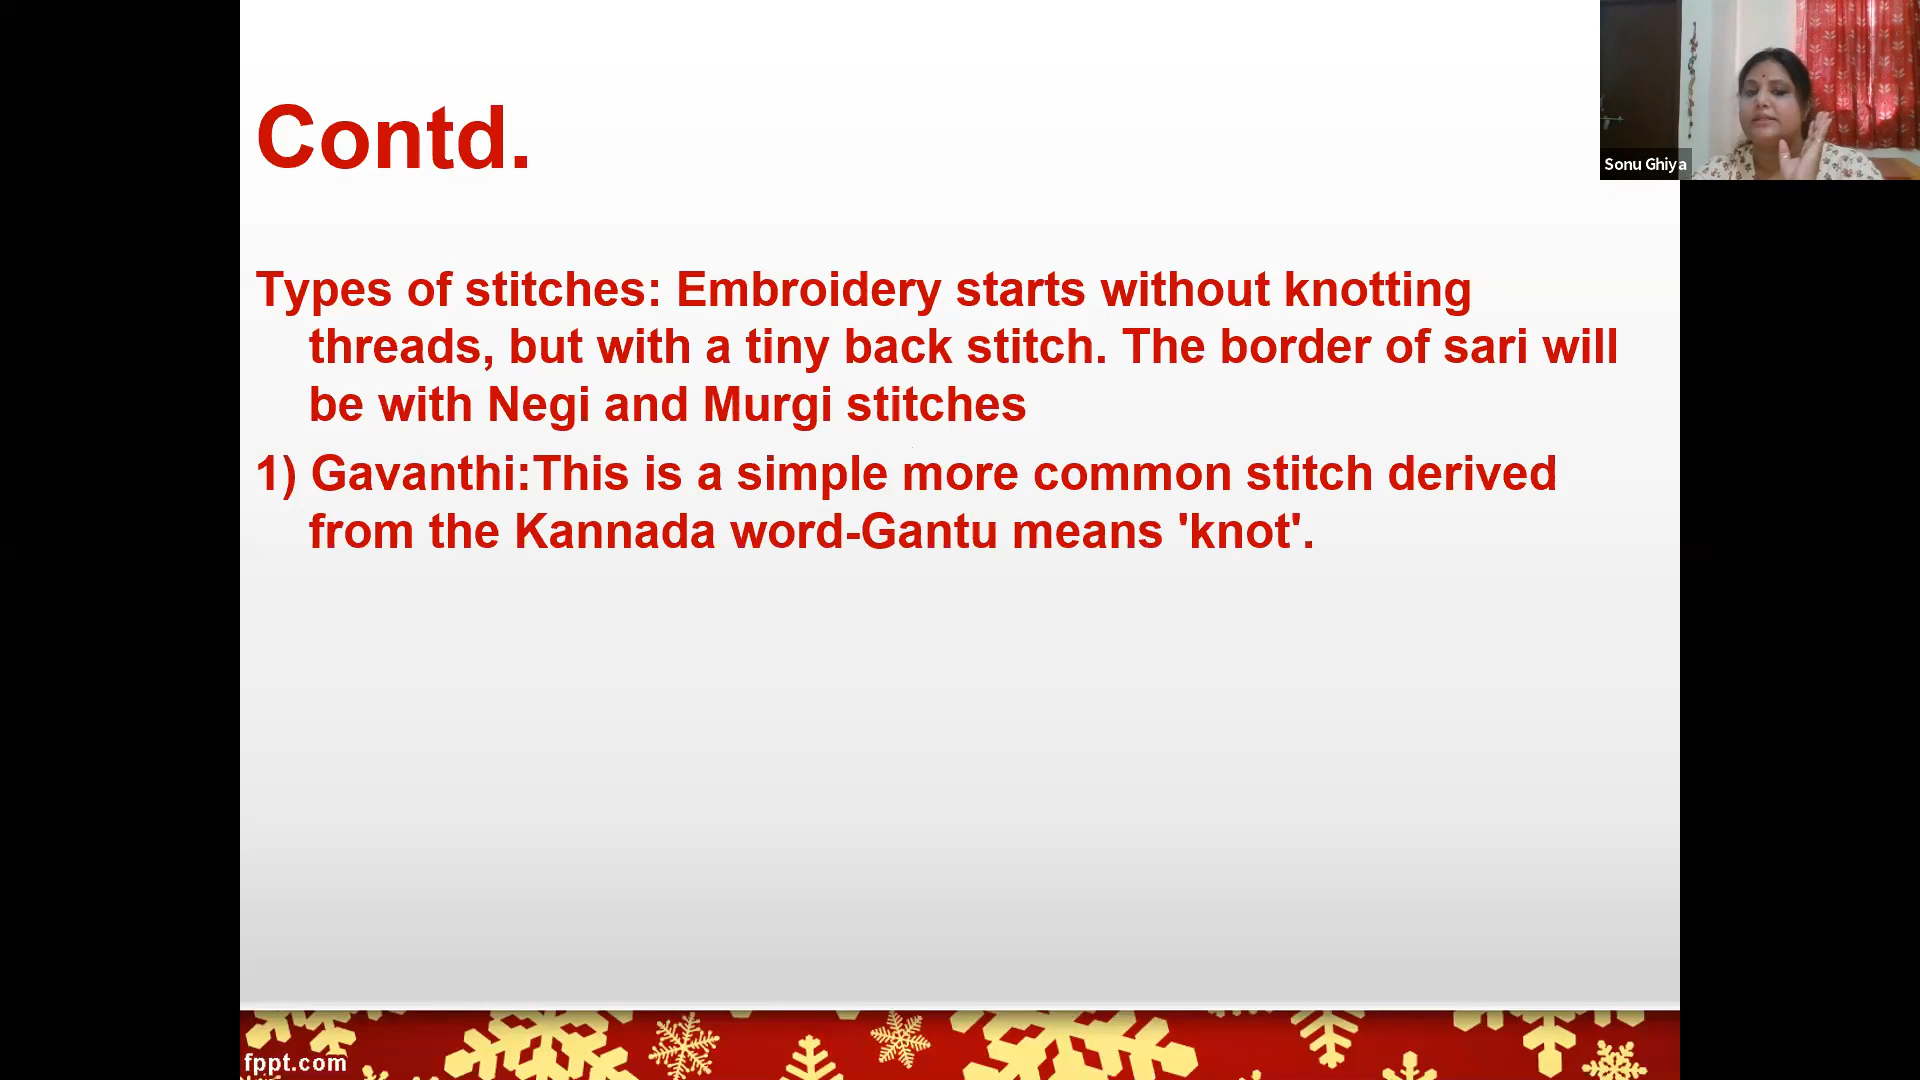 Contd.
Sonu Ghiya
Types of stitches: Embroidery starts without knotting
threads, but with a tiny back stitch. The border of sari will
be with Negi and Murgi stitches
1) Gavanthi:This is a simple more common stitch derived
from the Kannada word-Gantu means 'knot'.
fppt.com